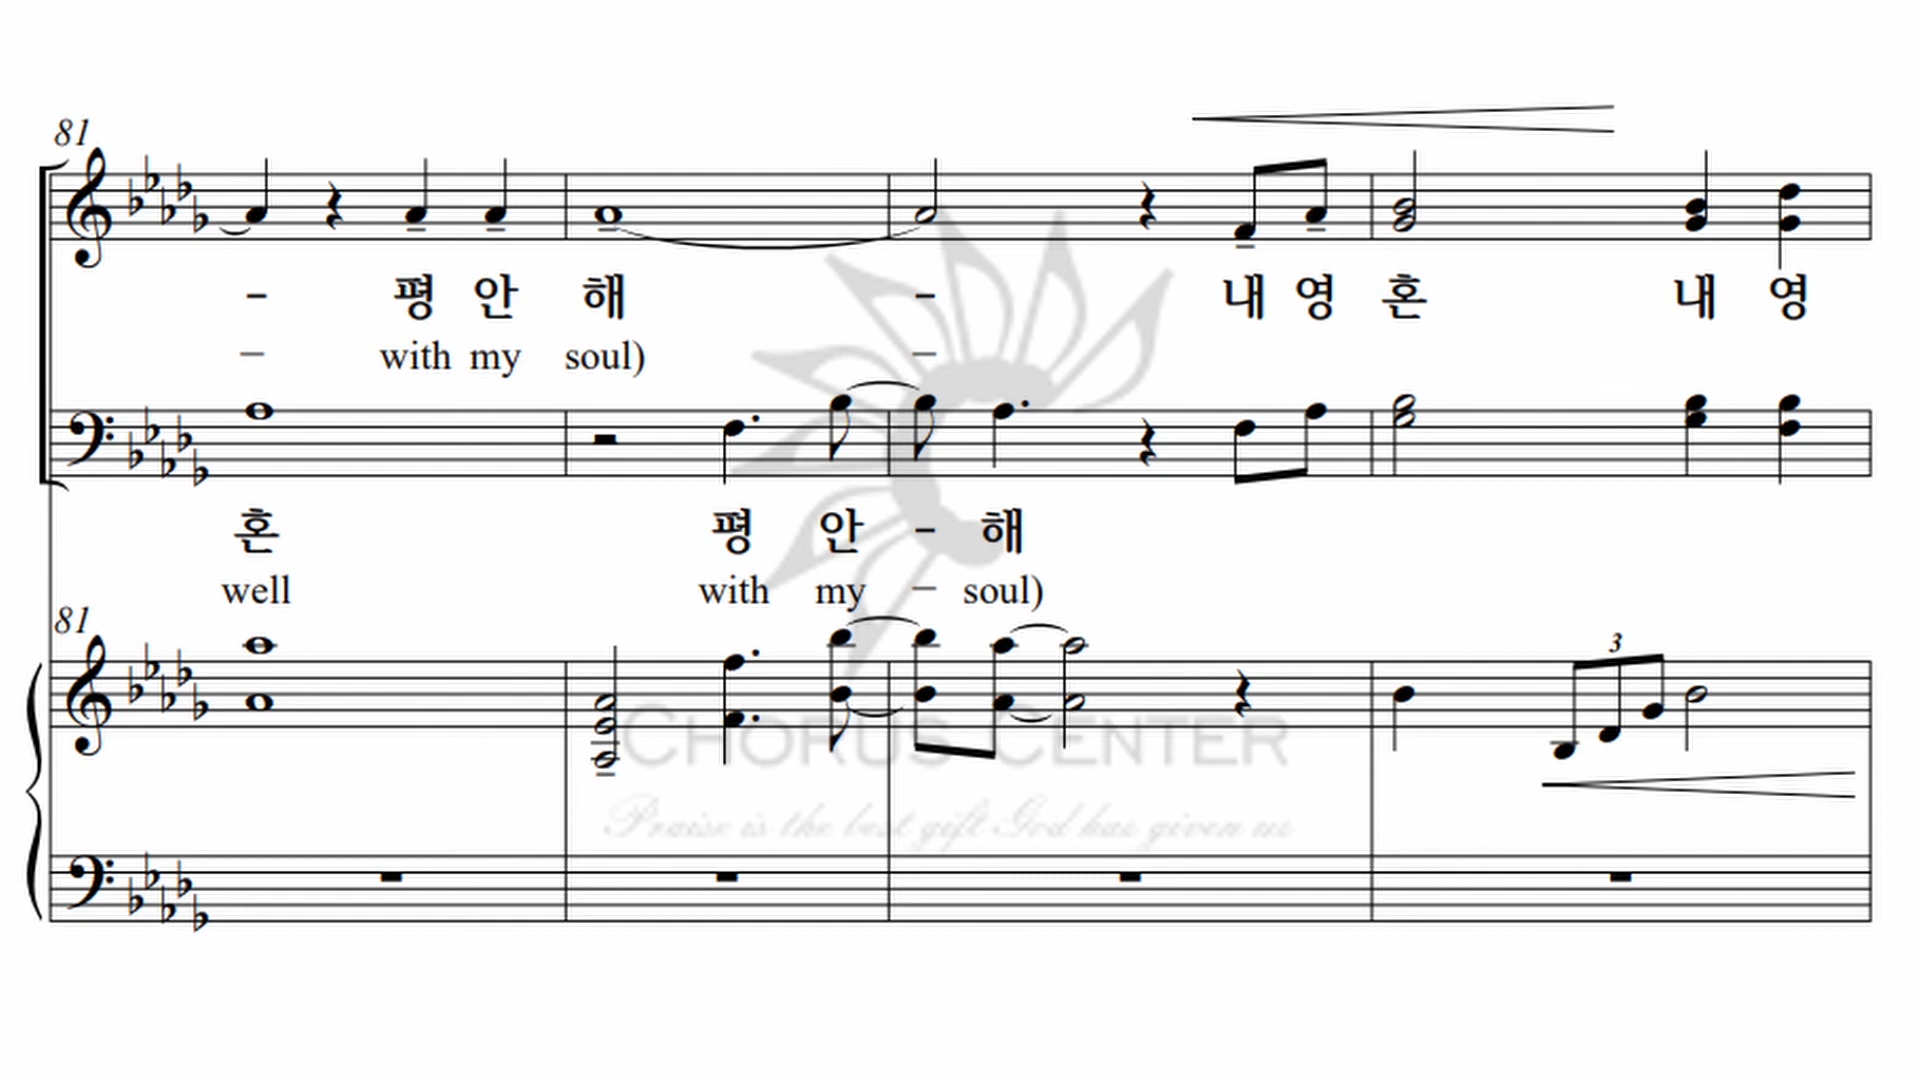 81
- 평 안 해 - 내 영 혼 내 영
– with my soul) –
혼 평 안 - 해
well with my – soul)
81
3
CHORUS CENTER
Praise is the best gift God has given us